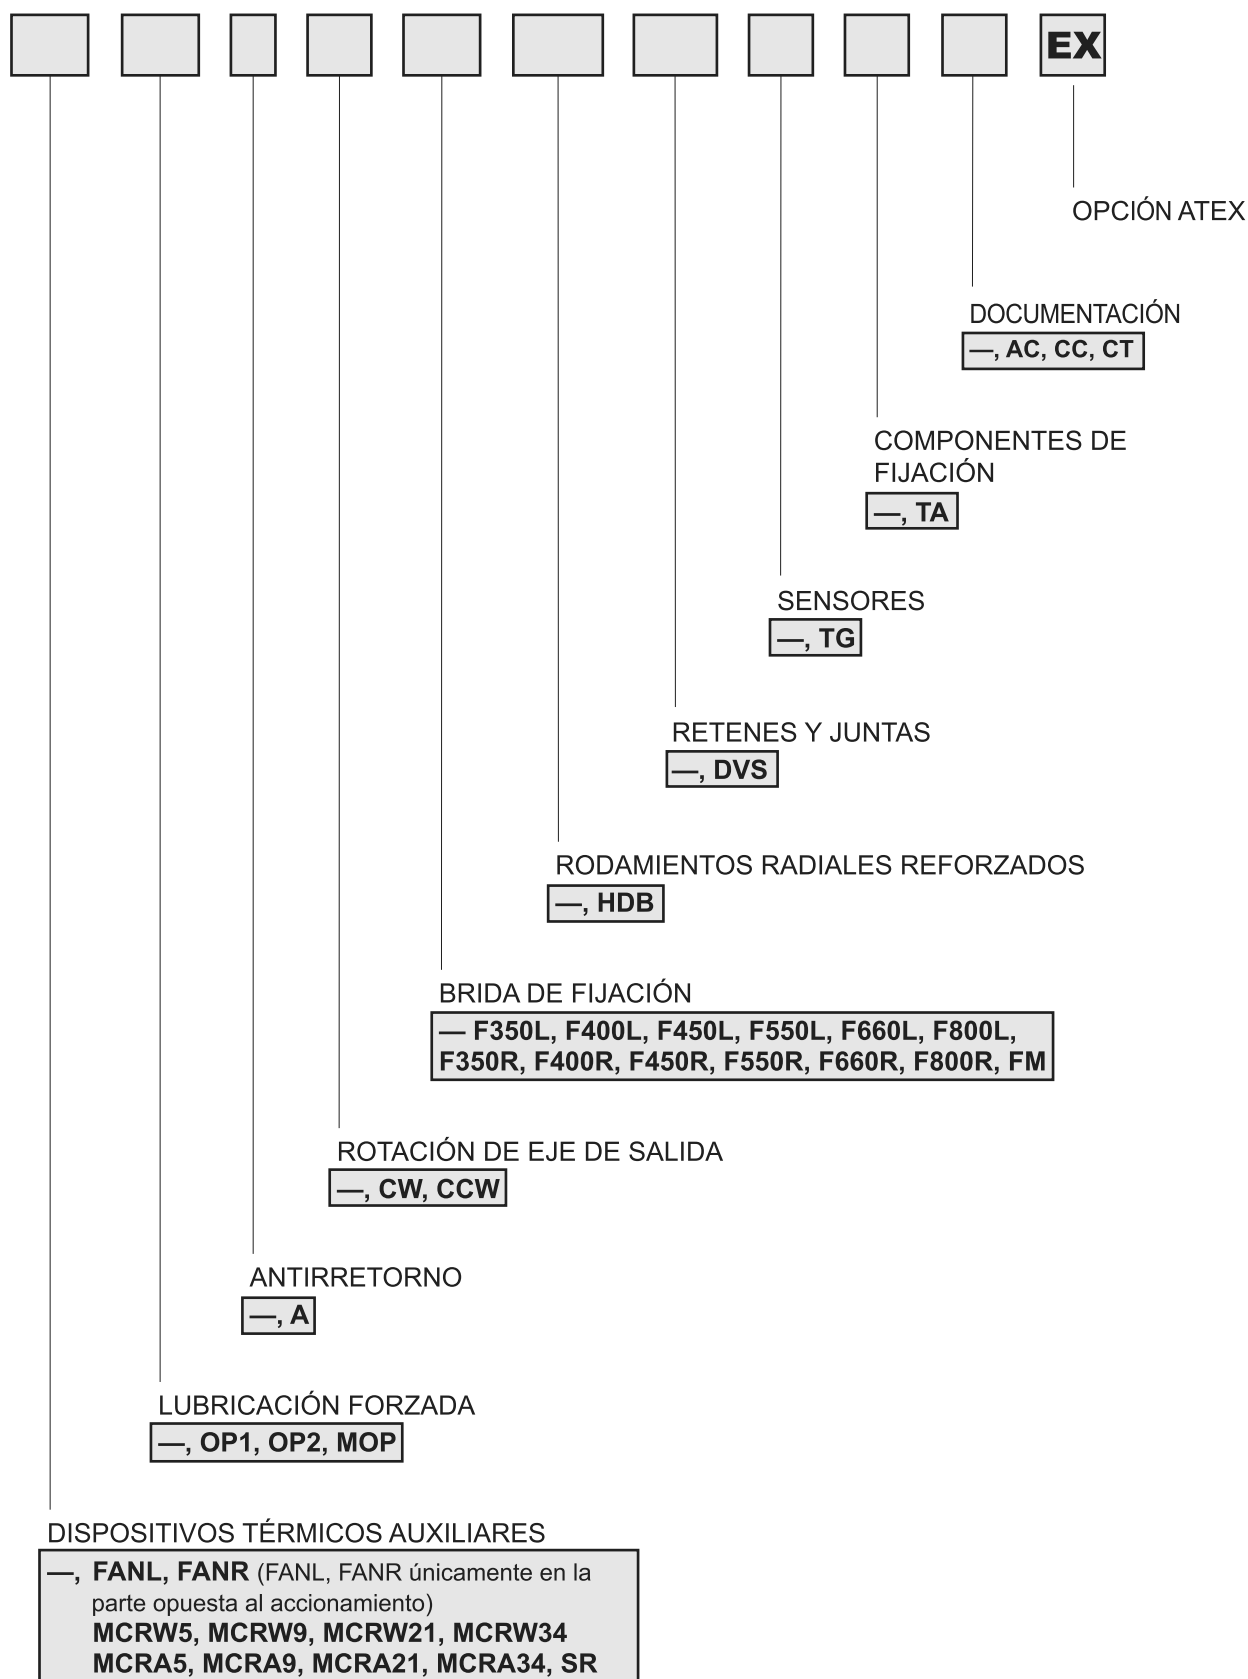 EX
OPCIÓN ATEX
DOCUMENTACIÓN
—, AC, CC, CT
COMPONENTES DE
FIJACIÓN
—, TA
SENSORES
—, TG
RETENES Y JUNTAS
—, DVS
RODAMIENTOS RADIALES REFORZADOS
—, HDB
BRIDA DE FIJACIÓN
— F350L, F400L, F450L, F550L, F660L, F800L,
F350R, F400R, F450R, F550R, F660R, F800R, FM
ROTACIÓN DE EJE DE SALIDA
—, CW, CCW
ANTIRRETORNO
—, A
LUBRICACIÓN FORZADA
—, OP1, OP2, MOP
DISPOSITIVOS TÉRMICOS AUXILIARES
—, FANL, FANR (FANL, FANR únicamente en la
parte opuesta al accionamiento)
MCRW5, MCRW9, MCRW21, MCRW34
MCRA5, MCRA9, MCRA21, MCRA34, SR